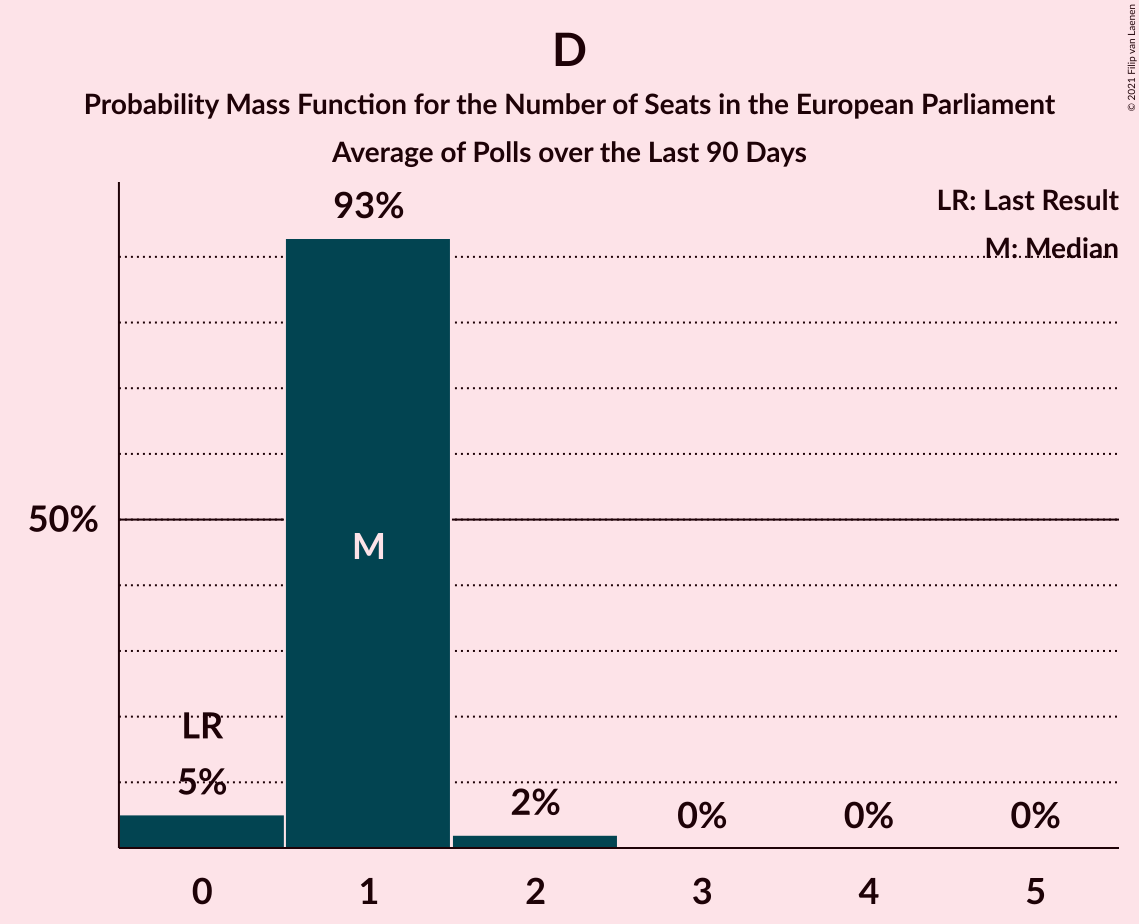 D
Probability Mass Function for the Number of Seats in the European Parliament
Average of Polls over the Last 90 Days
© 2021 Filip van Laenen
LR: Last Result
M: Median
93%
50%
M
LR
5%
2%
0%
0%
0%
0
1
2
3
4
5